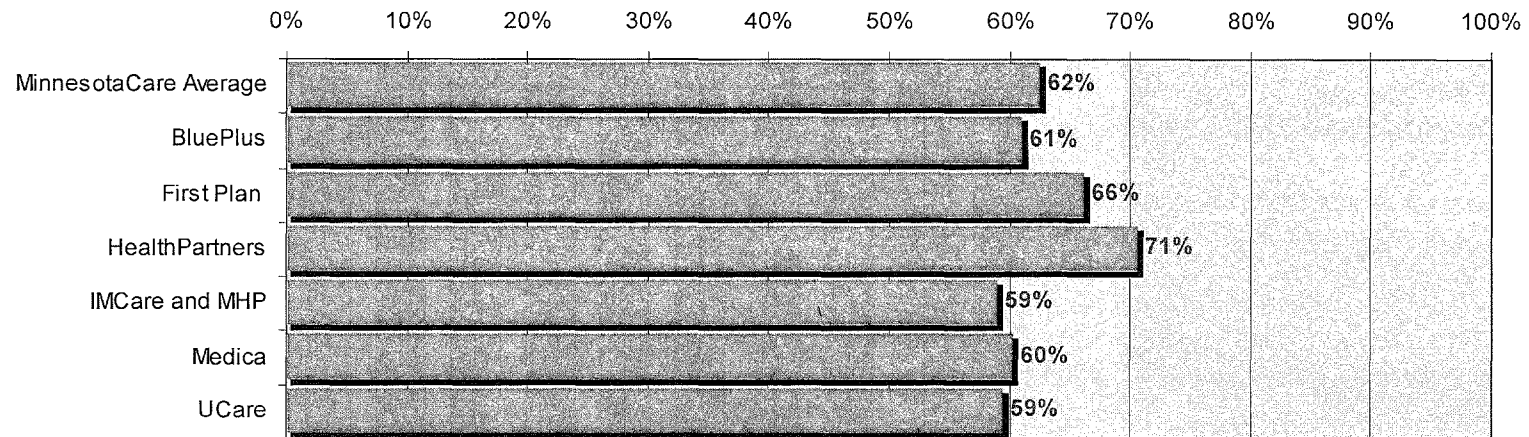 0% 10% 20% 30% 40% 50% 60% 70% 80% 90% 100%
MinnesotaCare Average 62%
BluePlus 61%
First Plan 66%
HealthPartners 71%
IMCare and MHP 59%
Medica 60%
UCare 59%